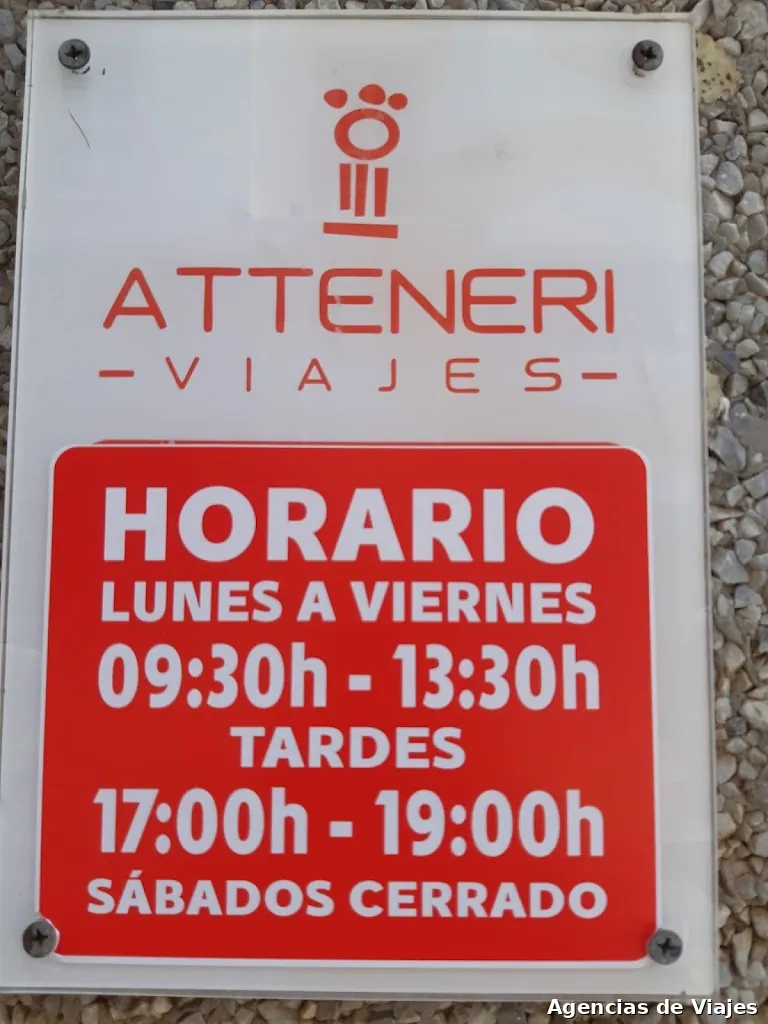 ATTENERI
- VIAJES -
HORARIO
LUNES A VIERNES
09:30h - 13:30h
TARDES
17:00h - 19:00h
SÁBADOS CERRADO
Agencias de Viajes